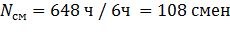 Nсм = 648 ч / 6ч = 108 смен